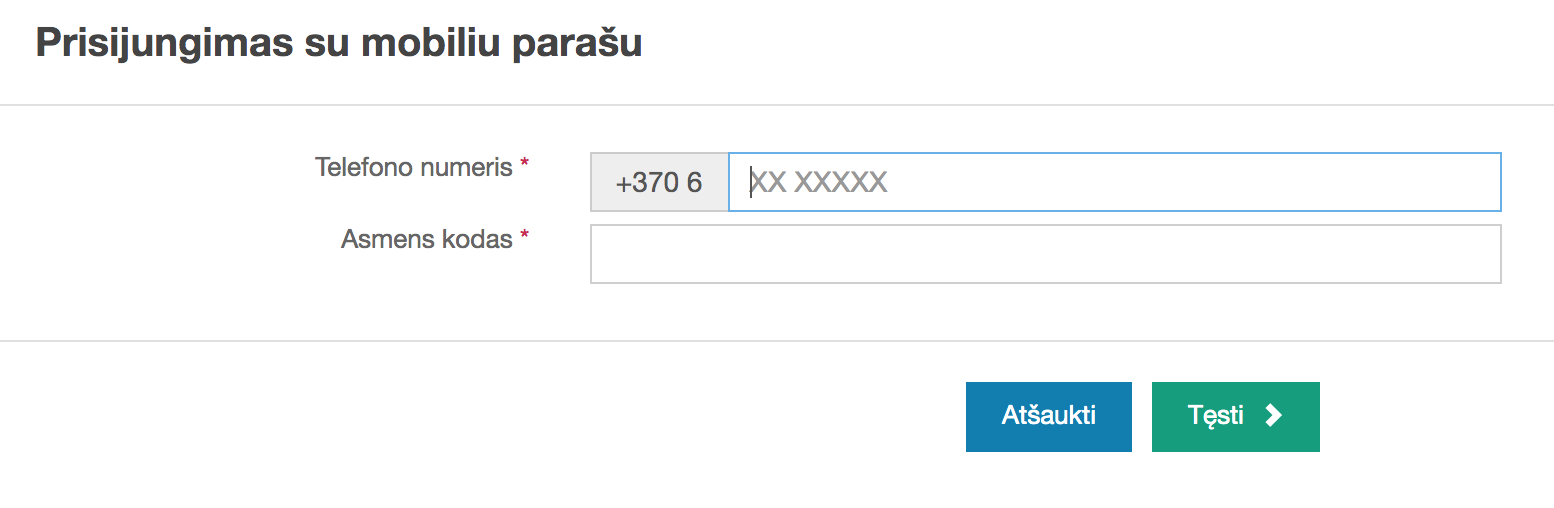 Prisijungimas su mobiliu parašu
Telefono numeris *
+370 6 XX XXXXX
Asmens kodas *
Atšaukti
Tęsti